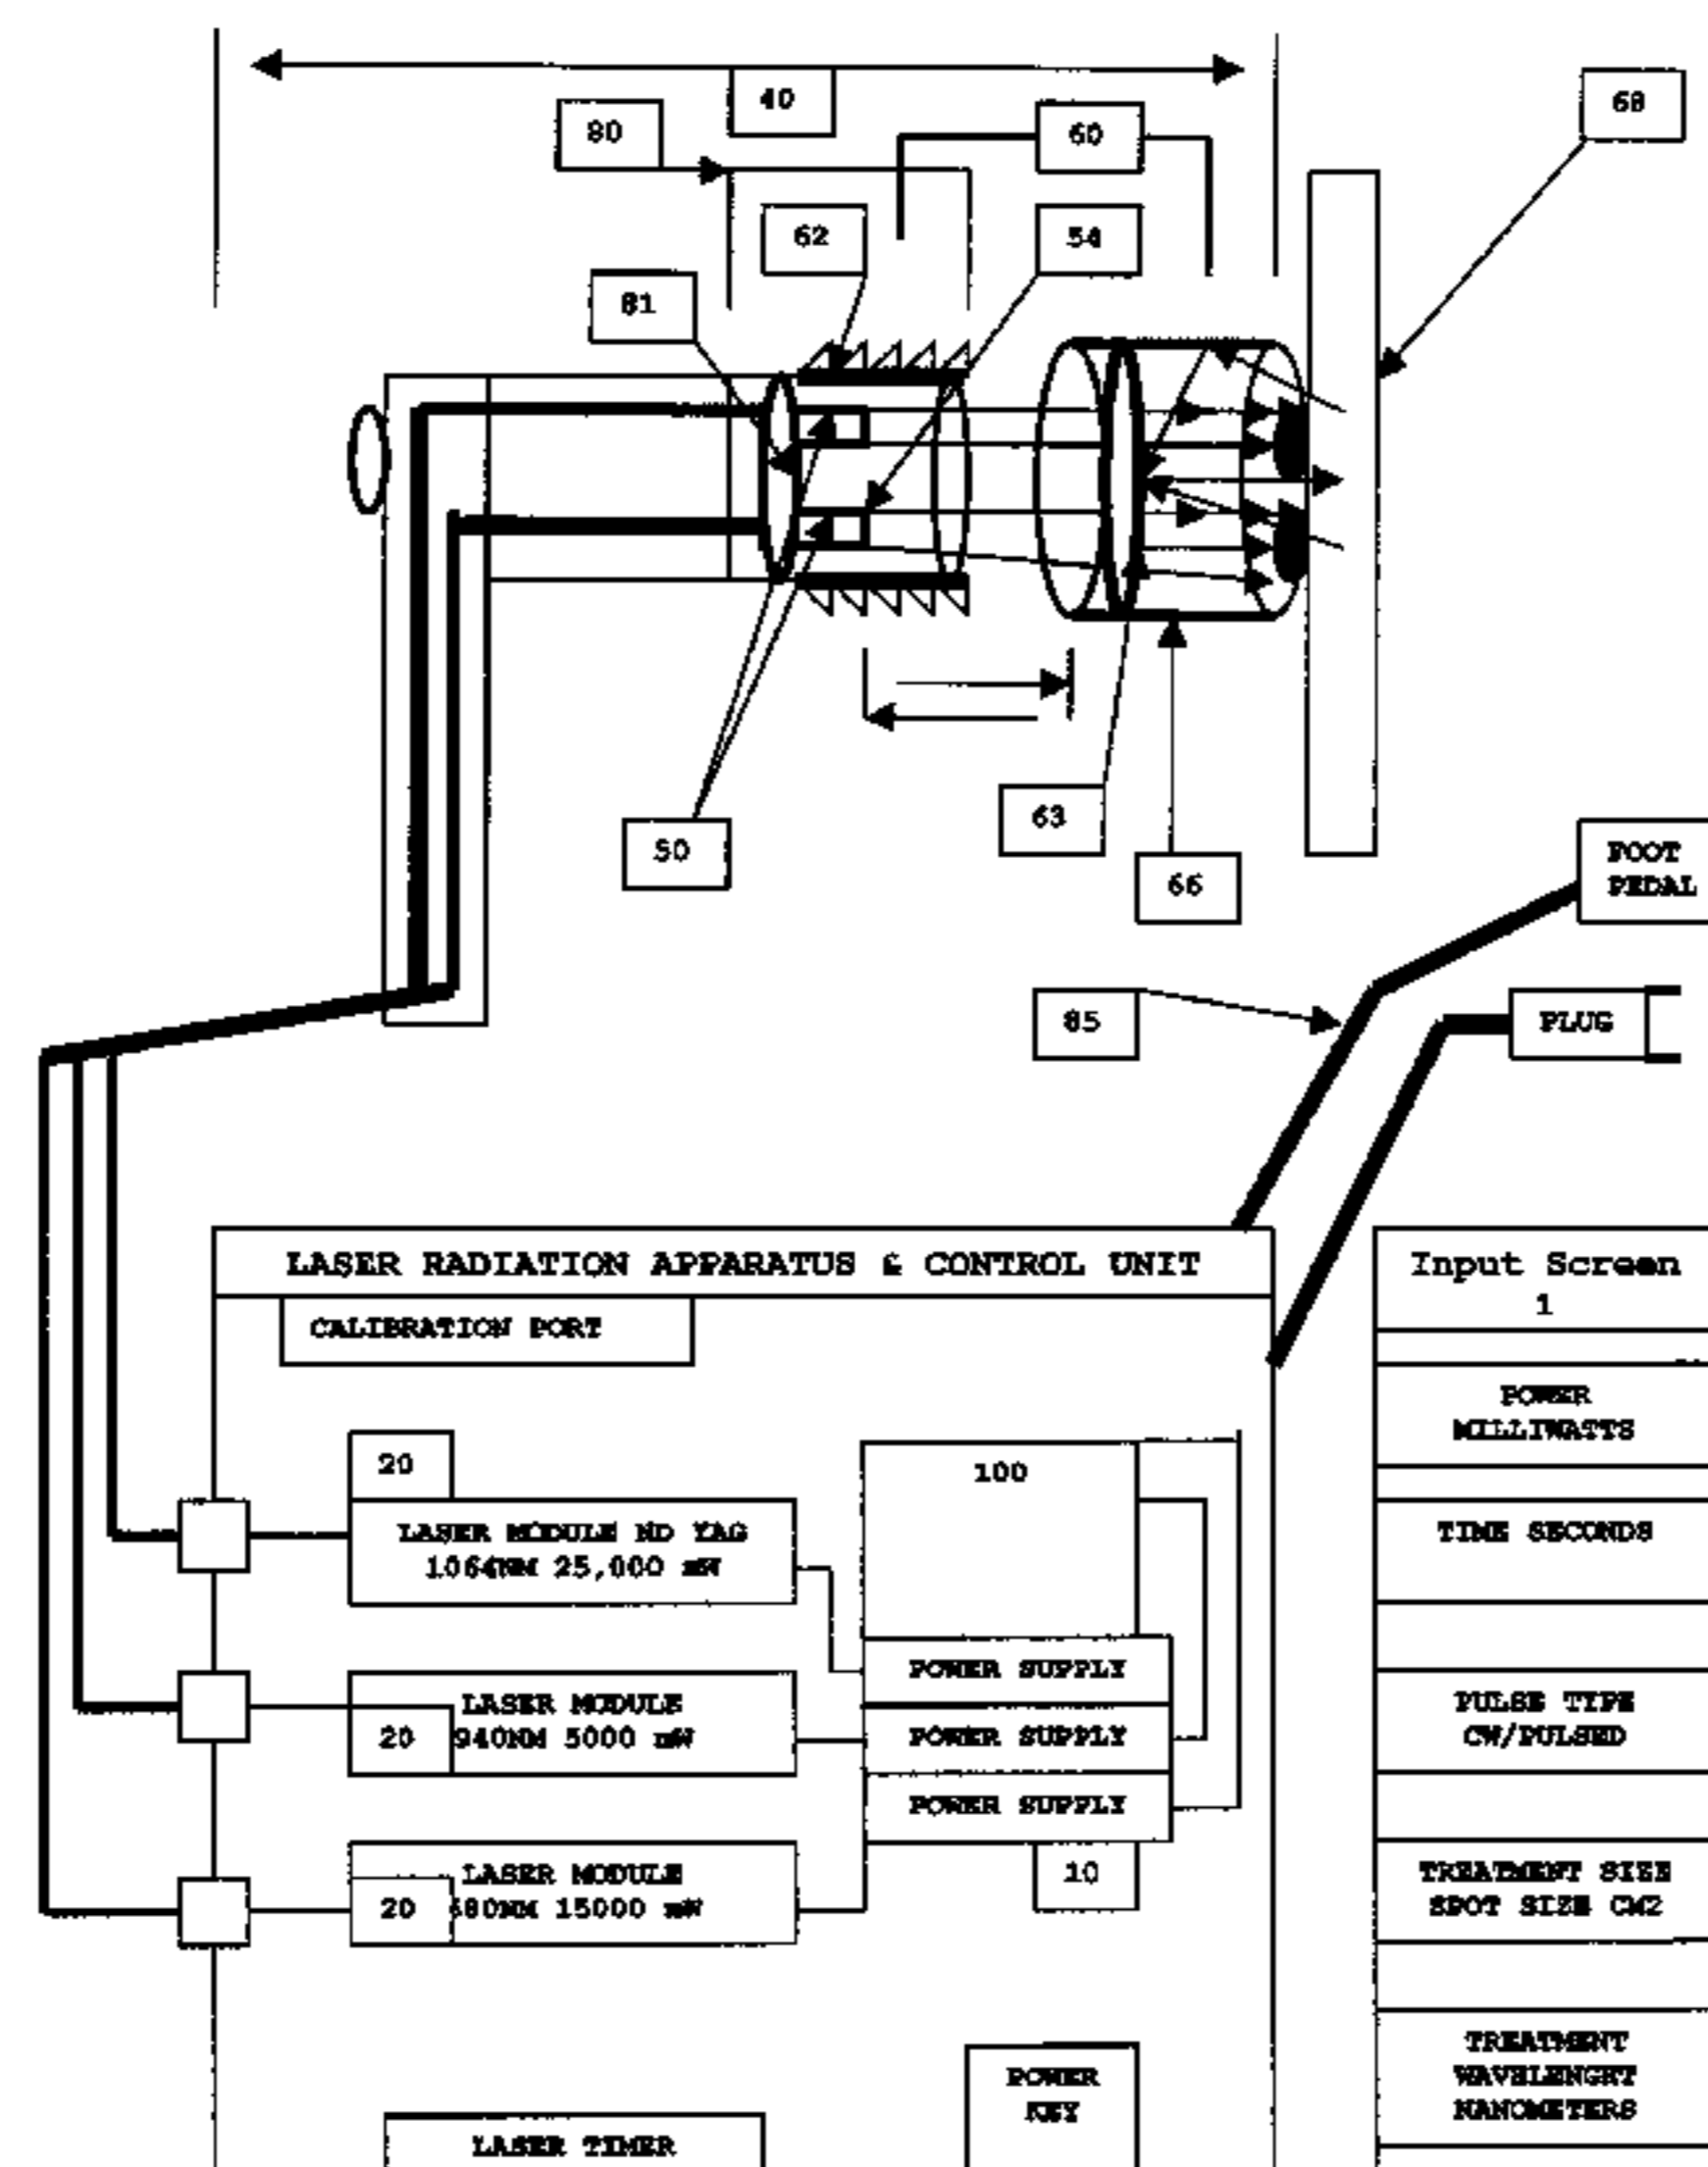 40
80
60
68
62
54
81
50
63
66
FOOT
PEDAL
85
PLUG
LASER RADIATION APPARATUS & CONTROL UNIT
CALIBRATION PORT
20
LASER MODULE ND YAG
1064NM 25,000 mW
100
POWER SUPPLY
LASER MODULE
20 940NM 5000 mW
POWER SUPPLY
POWER SUPPLY
LASER MODULE
20 15000 mW
10
POWER
KEY
LASER TIMER
Input Screen
1
POWER
MILLIWATTS
TIME SECONDS
PULSE TYPE
CW/PULSED
TREATMENT SIZE
SPOT SIZE CM2
TREATMENT
WAVELENGHT
NANOMETERS